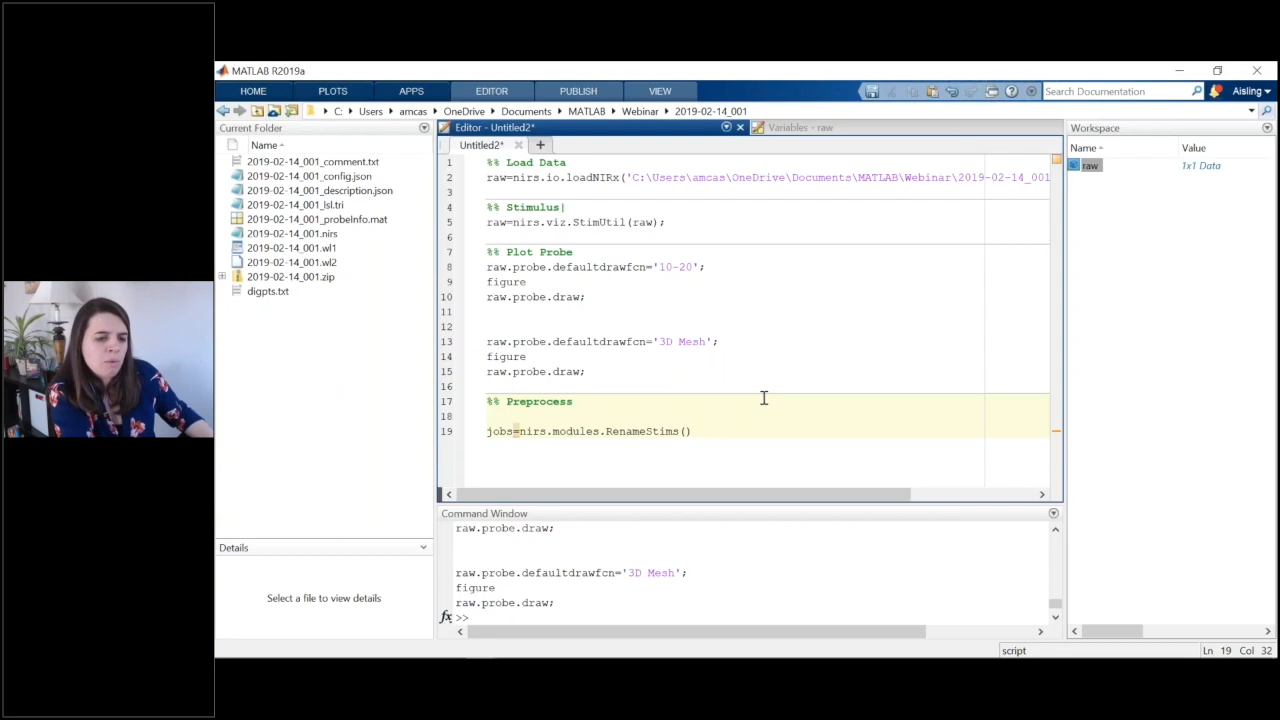 MATLAB R2019a
HOME PLOTS APPS EDITOR PUBLISH VIEW Search Documentation Aisling
C: Users amcas OneDrive Documents MATLAB Webinar 2019-02-14_001
Current Folder
Name
2019-02-14_001_comment.txt
2019-02-14_001_config.json
2019-02-14_001_description.json
2019-02-14_001_lsl.tri
2019-02-14_001_probeInfo.mat
2019-02-14_001.nirs
2019-02-14_001.wl1
2019-02-14_001.wl2
2019-02-14_001.zip
digpts.txt
Details
Select a file to view details
Editor - Untitled2*
Variables - raw
Untitled2*
1 %% Load Data
2 raw=nirs.io.loadNIRx('C:\Users\amcas\OneDrive\Documents\MATLAB\Webinar\2019-02-14_001
3
4 %% Stimulus
5 raw=nirs.viz.StimUtil(raw);
6
7 %% Plot Probe
8 raw.probe.defaultdrawfcn='10-20';
9 figure
10 raw.probe.draw;
11
12
13 raw.probe.defaultdrawfcn='3D Mesh';
14 figure
15 raw.probe.draw;
16
17 %% Preprocess
18
19 jobs=nirs.modules.RenameStims()
Command Window
raw.probe.draw;
raw.probe.defaultdrawfcn='3D Mesh';
figure
raw.probe.draw;
fx >>
Workspace
Name Value
raw 1x1 Data
script Ln 19 Col 32